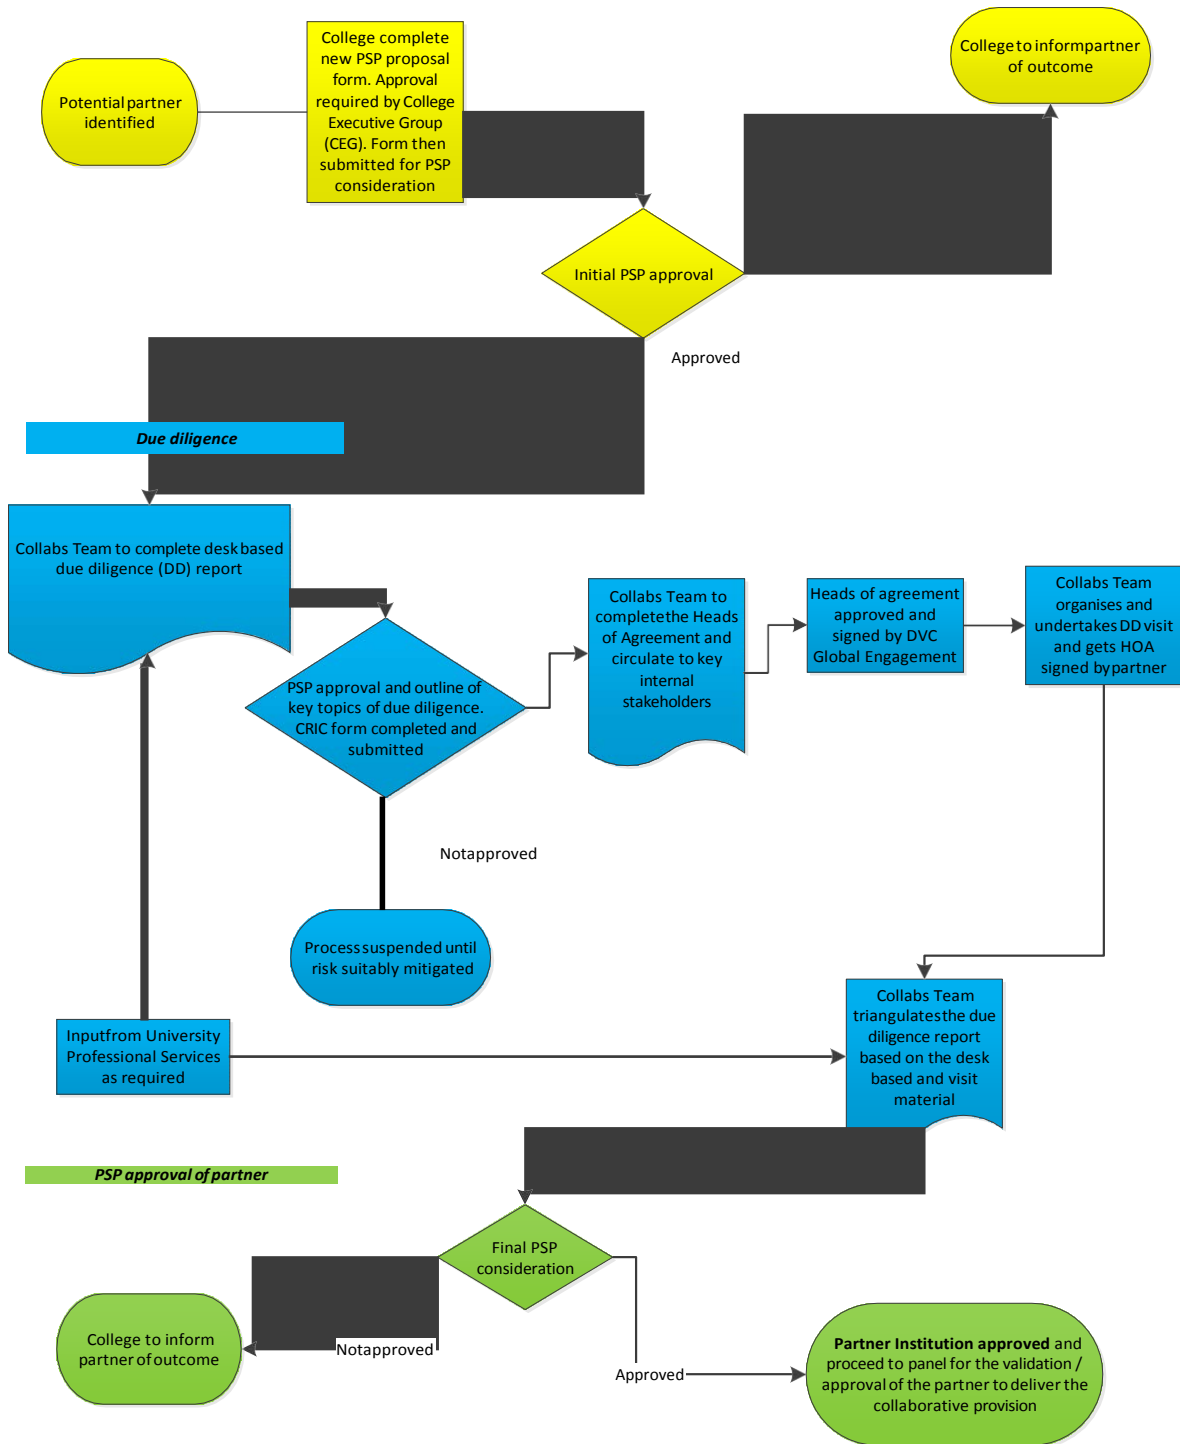 Potential partner
identified
College complete
new PSP proposal
form. Approval
required by College
Executive Group
(CEG). Form then
submitted for PSP
consideration
College to informpartner
of outcome
Initial PSP approval
Approved
Due diligence
Collabs Team to complete desk based
due diligence (DD) report
PSP approval and outline of
key topics of due diligence.
CRIC form completed and
submitted
Collabs Team to
complete the Heads
of Agreement and
circulate to key
internal
stakeholders
Heads of agreement
approved and
signed by DVC
Global Engagement
Collabs Team
organises and
undertakes DD visit
and gets HOA
signed by partner
Notapproved
Process suspended until
risk suitably mitigated
Inputfrom University
Professional Services
as required
Collabs Team
triangulates the due
diligence report
based on the desk
based and visit
material
PSP approval of partner
Final PSP
consideration
College to inform
partner of outcome
Notapproved
Approved
Partner Institution approved and
proceed to panel for the validation /
approval of the partner to deliver the
collaborative provision